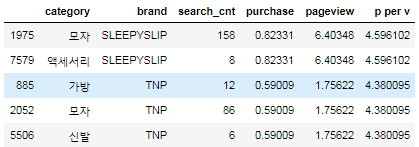 category brand search_cnt purchase pageview p per v
1975 모자 SLEEPYSLIP 158 0.82331 6.40348 4.596102
7579 액세서리 SLEEPYSLIP 8 0.82331 6.40348 4.596102
885 가방 TNP 12 0.59009 1.75622 4.380095
2052 모자 TNP 86 0.59009 1.75622 4.380095
5506 신발 TNP 6 0.59009 1.75622 4.380095